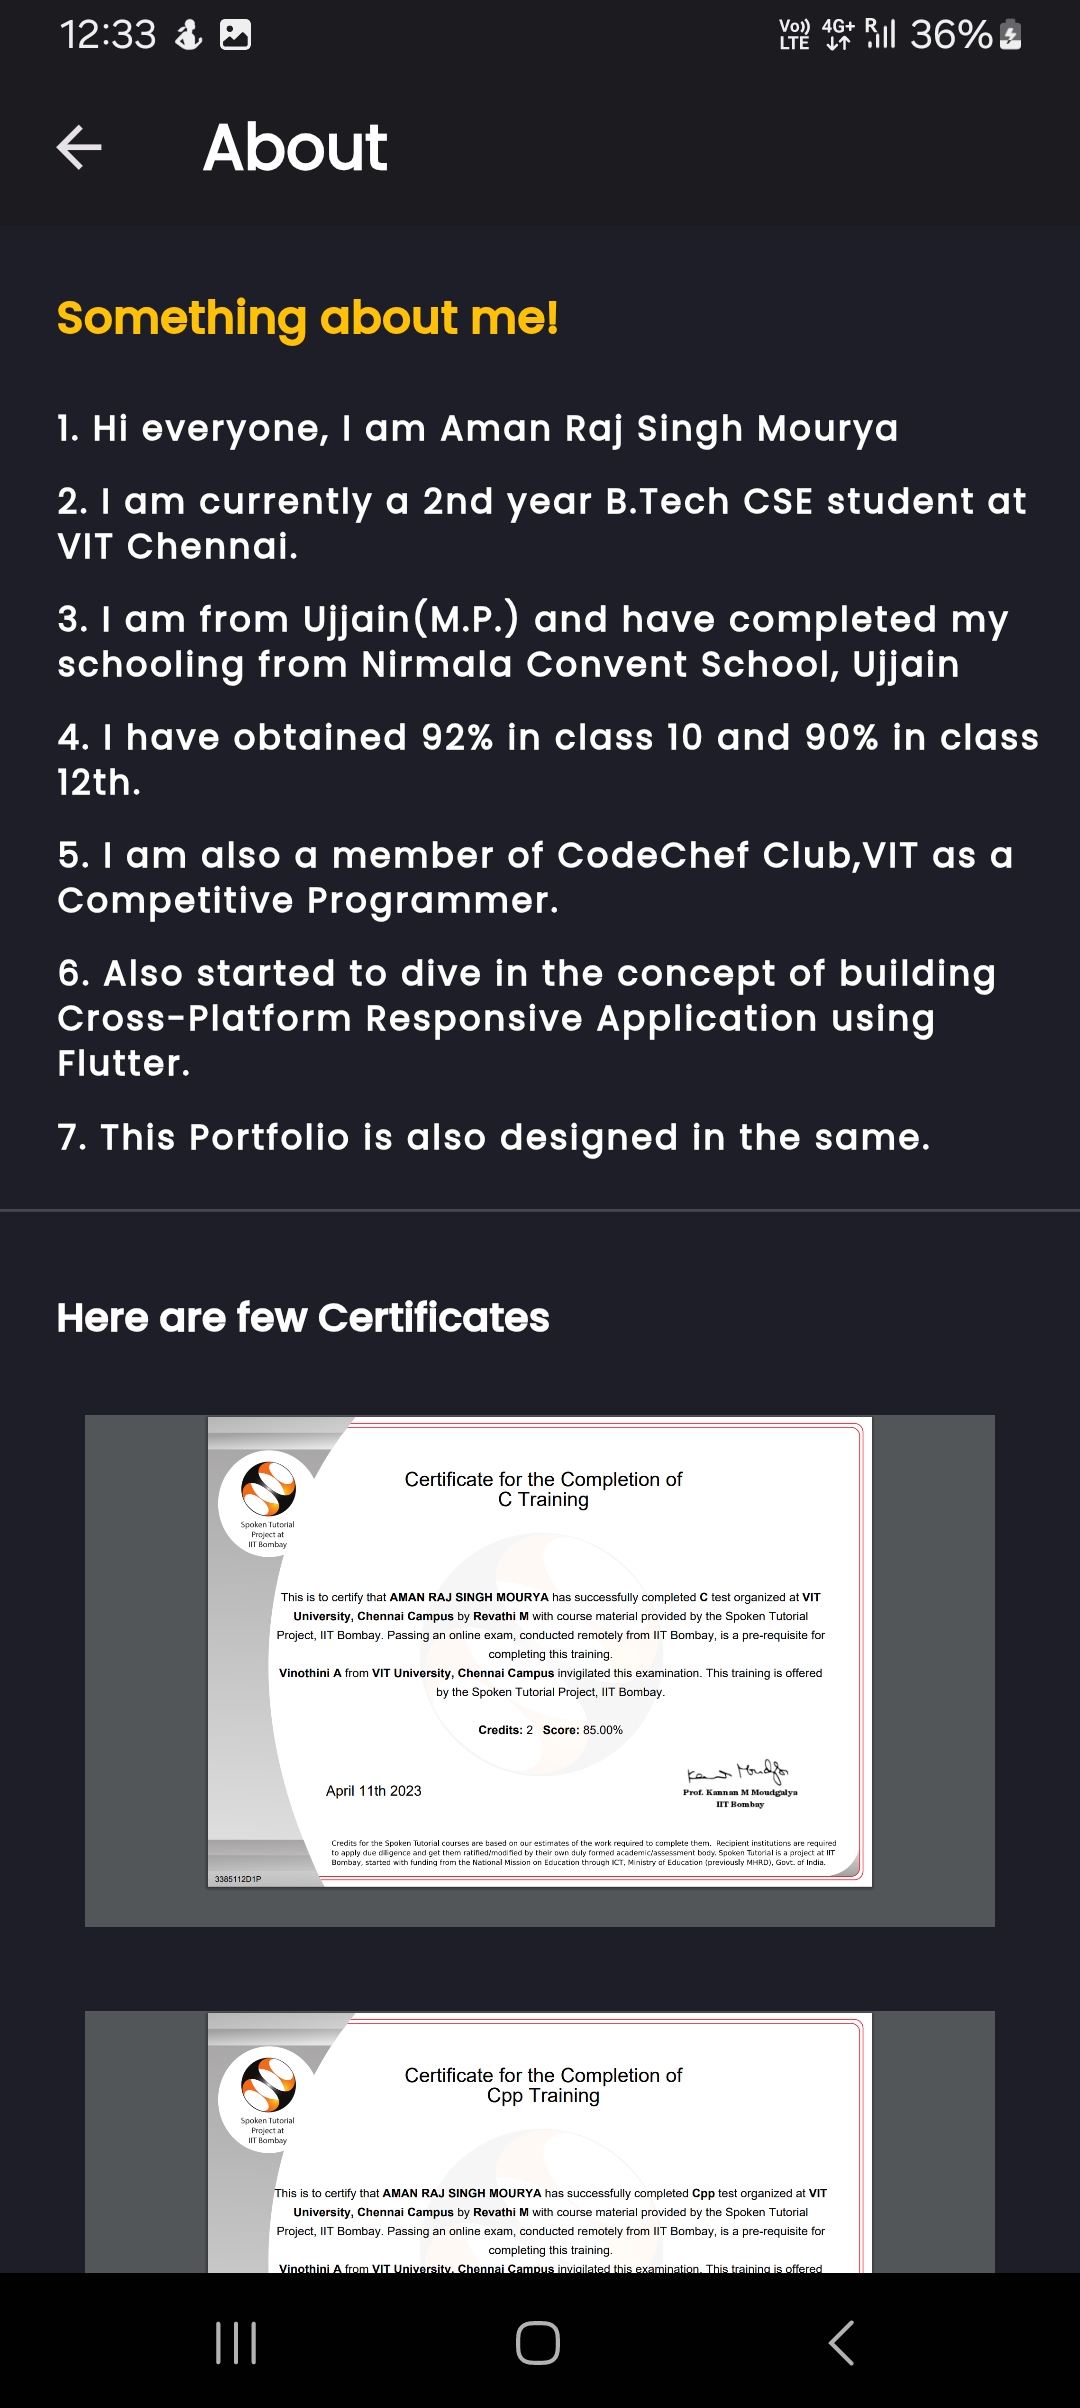 12:33
Vo)) LTE 4G+ R 36%
About
Something about me!
1. Hi everyone, I am Aman Raj Singh Mourya
2. I am currently a 2nd year B.Tech CSE student at
VIT Chennai.
3. I am from Ujjain(M.P.) and have completed my
schooling from Nirmala Convent School, Ujjain
4. I have obtained 92% in class 10 and 90% in class
12th.
5. I am also a member of CodeChef Club,VIT as a
Competitive Programmer.
6. Also started to dive in the concept of building
Cross-Platform Responsive Application using
Flutter.
7. This Portfolio is also designed in the same.
Here are few Certificates
Spoken Tutorial
Project at
IIT Bombay
Certificate for the Completion of
C Training
This is to certify that AMAN RAJ SINGH MOURYA has successfully completed C test organized at VIT
University, Chennai Campus by Revathi M with course material provided by the Spoken Tutorial
Project, IIT Bombay. Passing an online exam, conducted remotely from IIT Bombay, is a pre-requisite for
completing this training.
Vinothini A from VIT University, Chennai Campus invigilated this examination. This training is offered
by the Spoken Tutorial Project, IIT Bombay.
Credits: 2 Score: 85.00%
April 11th 2023
Prof. Kannan M Moudgalya
IIT Bombay
Credits for the Spoken Tutorial courses are based on our estimates of the work required to complete them. Recipient institutions are required
to apply due diligence and get them ratified/modified by their own duly formed academic/assessment body. Spoken Tutorial is a project at IIT
Bombay, started with funding from the National Mission on Education through ICT, Ministry of Education (previously MHRD), Govt. of India.
3385112D1P
Spoken Tutorial
Project at
IIT Bombay
Certificate for the Completion of
Cpp Training
This is to certify that AMAN RAJ SINGH MOURYA has successfully completed Cpp test organized at VIT
University, Chennai Campus by Revathi M with course material provided by the Spoken Tutorial
Project, IIT Bombay. Passing an online exam, conducted remotely from IIT Bombay, is a pre-requisite for
completing this training.
Vinothini A from VIT University, Chennai Campus invigilated this examination. This training is offered